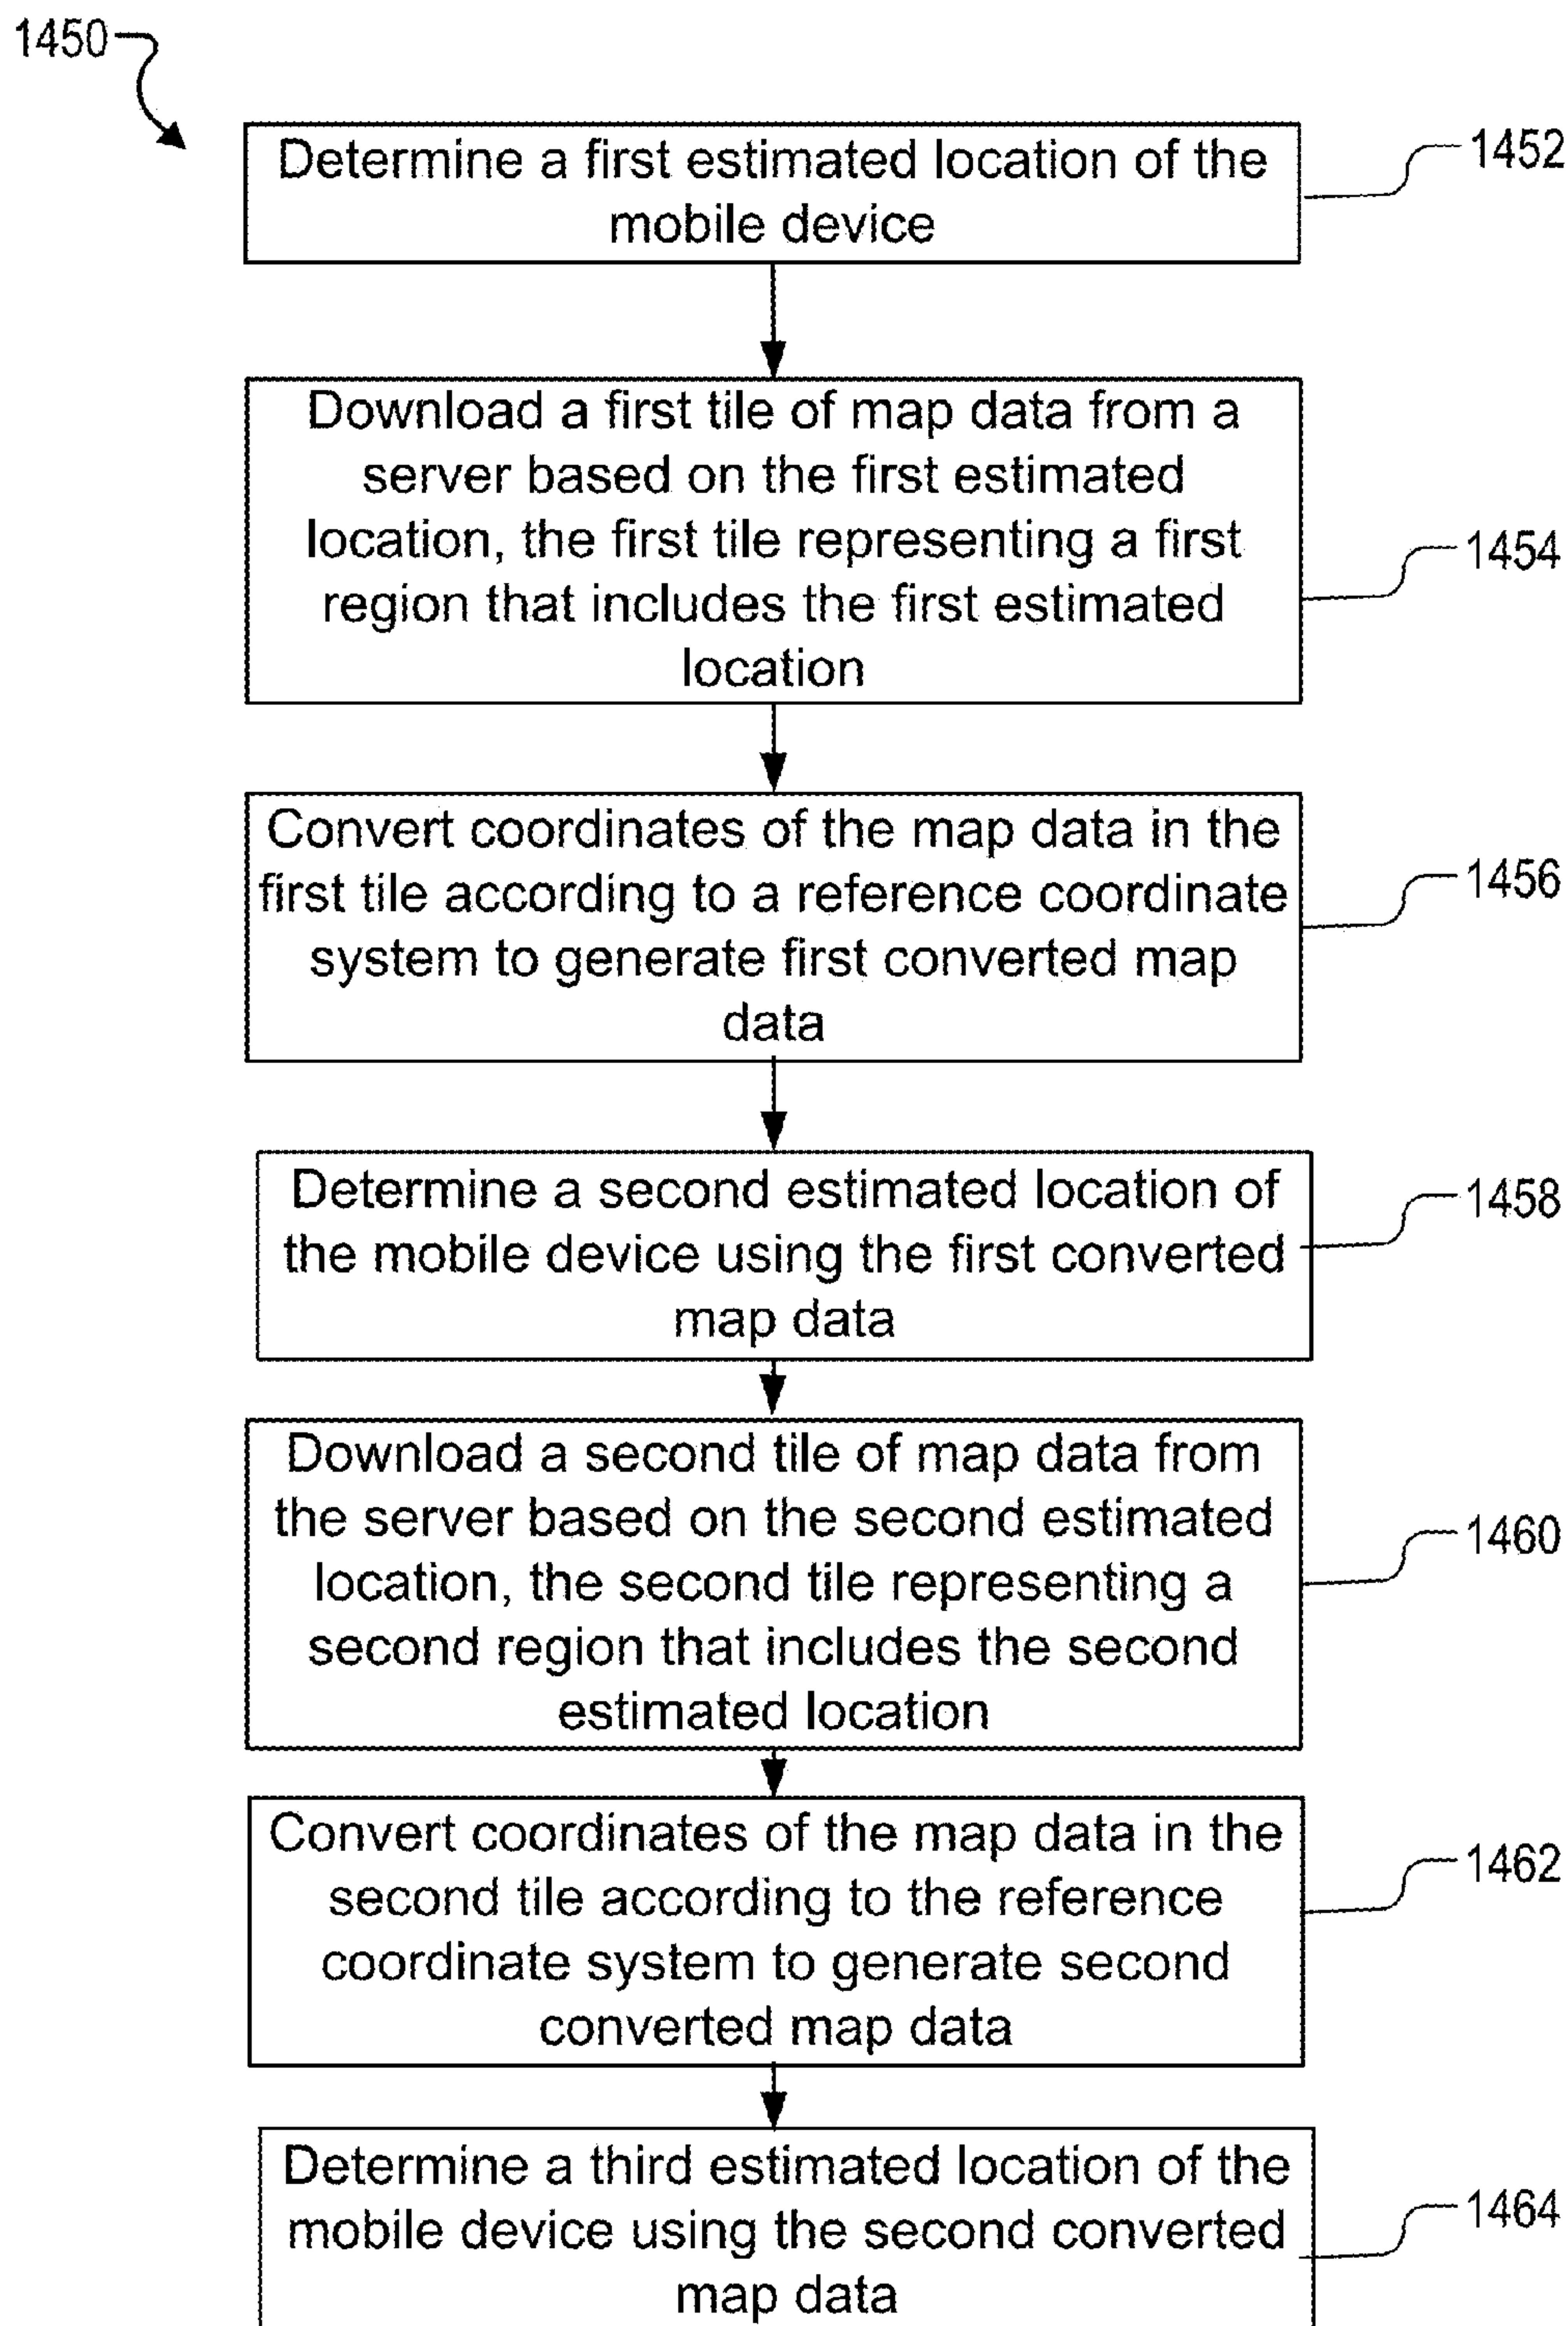 1450
Determine a first estimated location of the
mobile device
1452
Download a first tile of map data from a
server based on the first estimated
location, the first tile representing a first
region that includes the first estimated
location
1454
Convert coordinates of the map data in the
first tile according to a reference coordinate
system to generate first converted map
data
1456
Determine a second estimated location of
the mobile device using the first converted
map data
1458
Download a second tile of map data from
the server based on the second estimated
location, the second tile representing a
second region that includes the second
estimated location
1460
Convert coordinates of the map data in the
second tile according to the reference
coordinate system to generate second
converted map data
1462
Determine a third estimated location of the
mobile device using the second converted
map data
1464